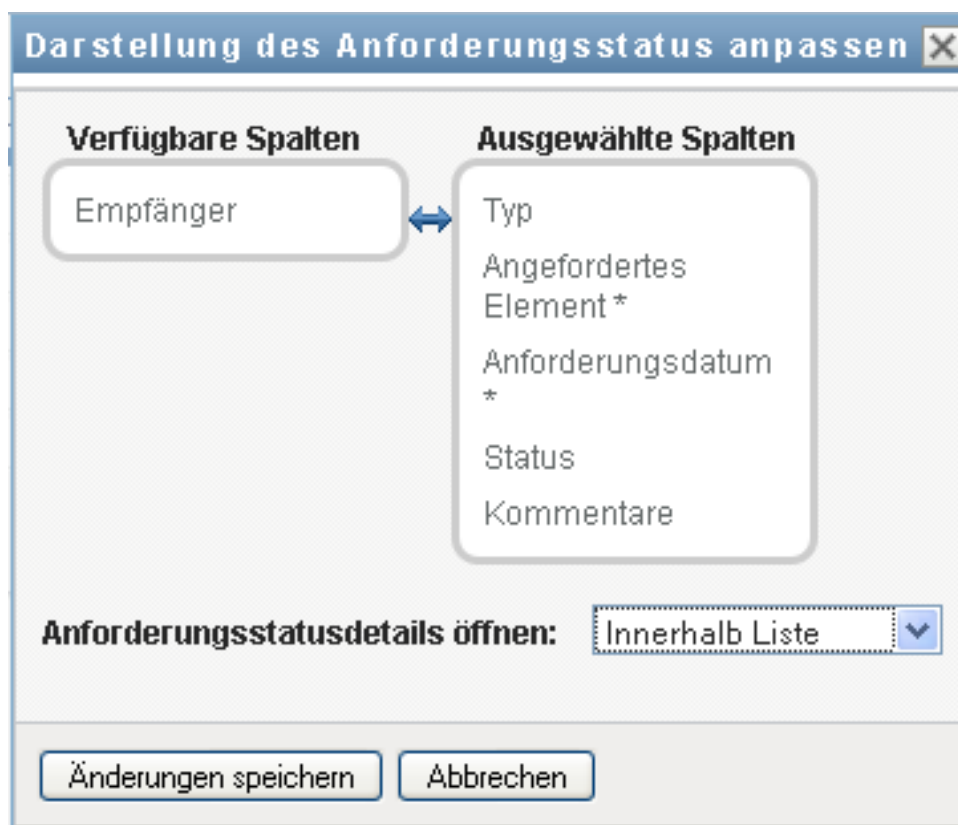 Darstellung des Anforderungsstatus anpassen
Verfügbare Spalten
Empfänger
Ausgewählte Spalten
Typ
Angefordertes
Element *
Anforderungsdatum
*
Status
Kommentare
Anforderungsstatusdetails öffnen: Innerhalb Liste
Änderungen speichern Abbrechen